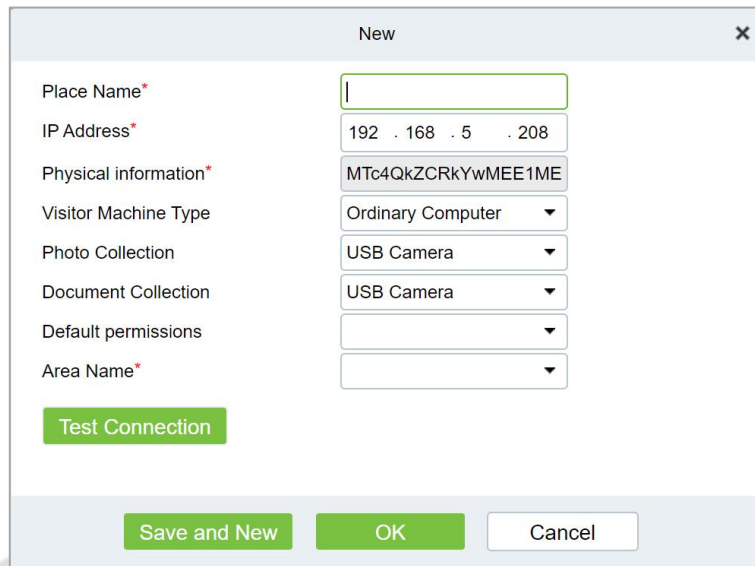 New
Place Name*
IP Address* 192 . 168 . 5 . 208
Physical information* MTc4QkZCRkYwMEE1ME
Visitor Machine Type Ordinary Computer
Photo Collection USB Camera
Document Collection USB Camera
Default permissions
Area Name*
Test Connection
Save and New OK Cancel